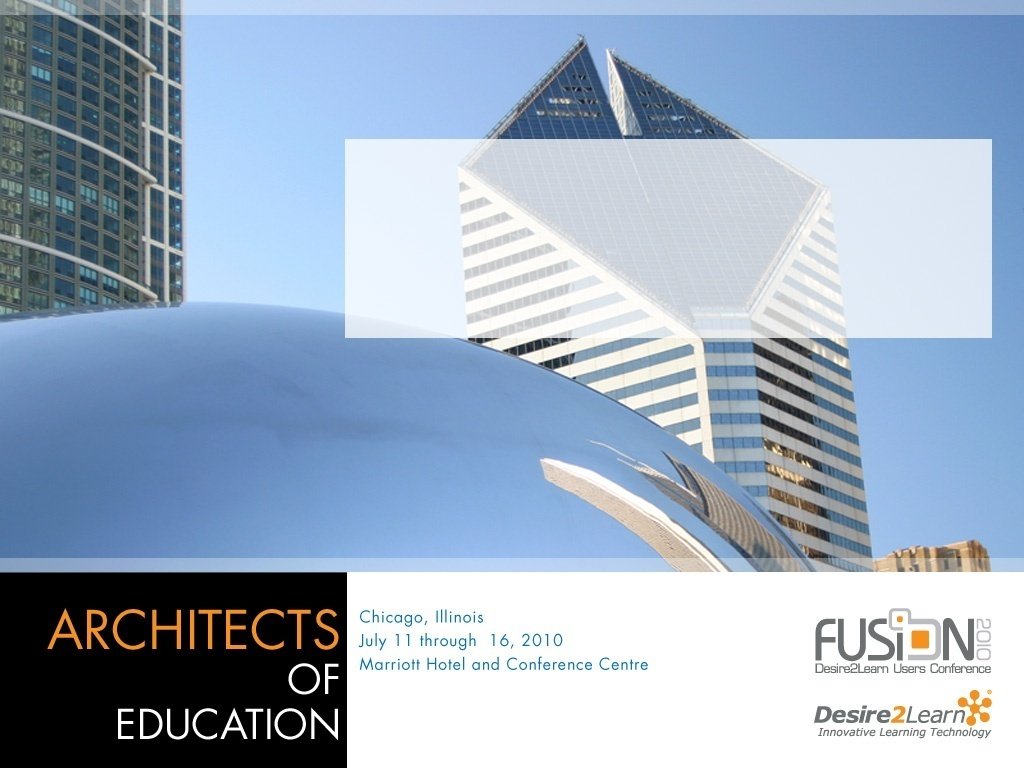 ARCHITECTS
OF
EDUCATION
Chicago, Illinois
July 11 through  16, 2010
Marriott Hotel and Conference Centre
FUSION 2010
Desire2Learn Users Conference
Desire2Learn
Innovative Learning Technology